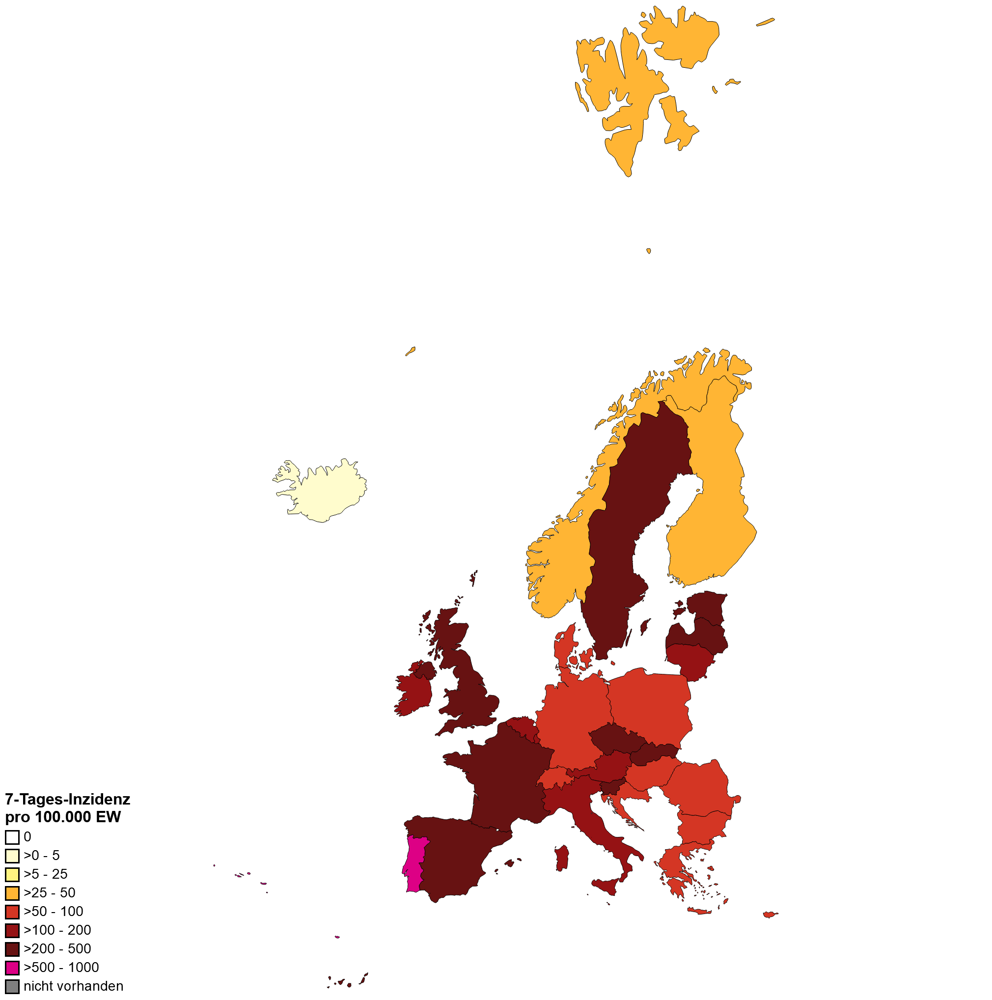 7-Tages-Inzidenz
pro 100.000 EW
0
>0 - 5
>5 - 25
>25 - 50
>50 - 100
>100 - 200
>200 - 500
>500 - 1000
nicht vorhanden